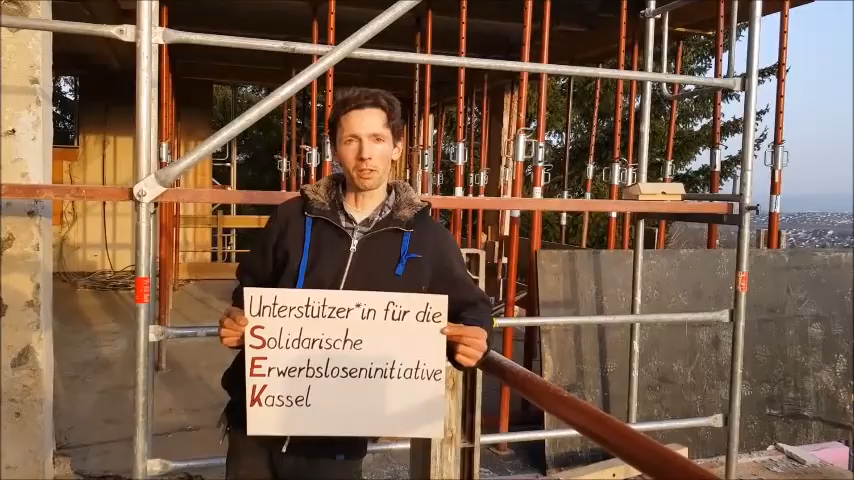 Unterstützer*in für die
Solidarische
ErwerbsloseninitiativE
Kassel